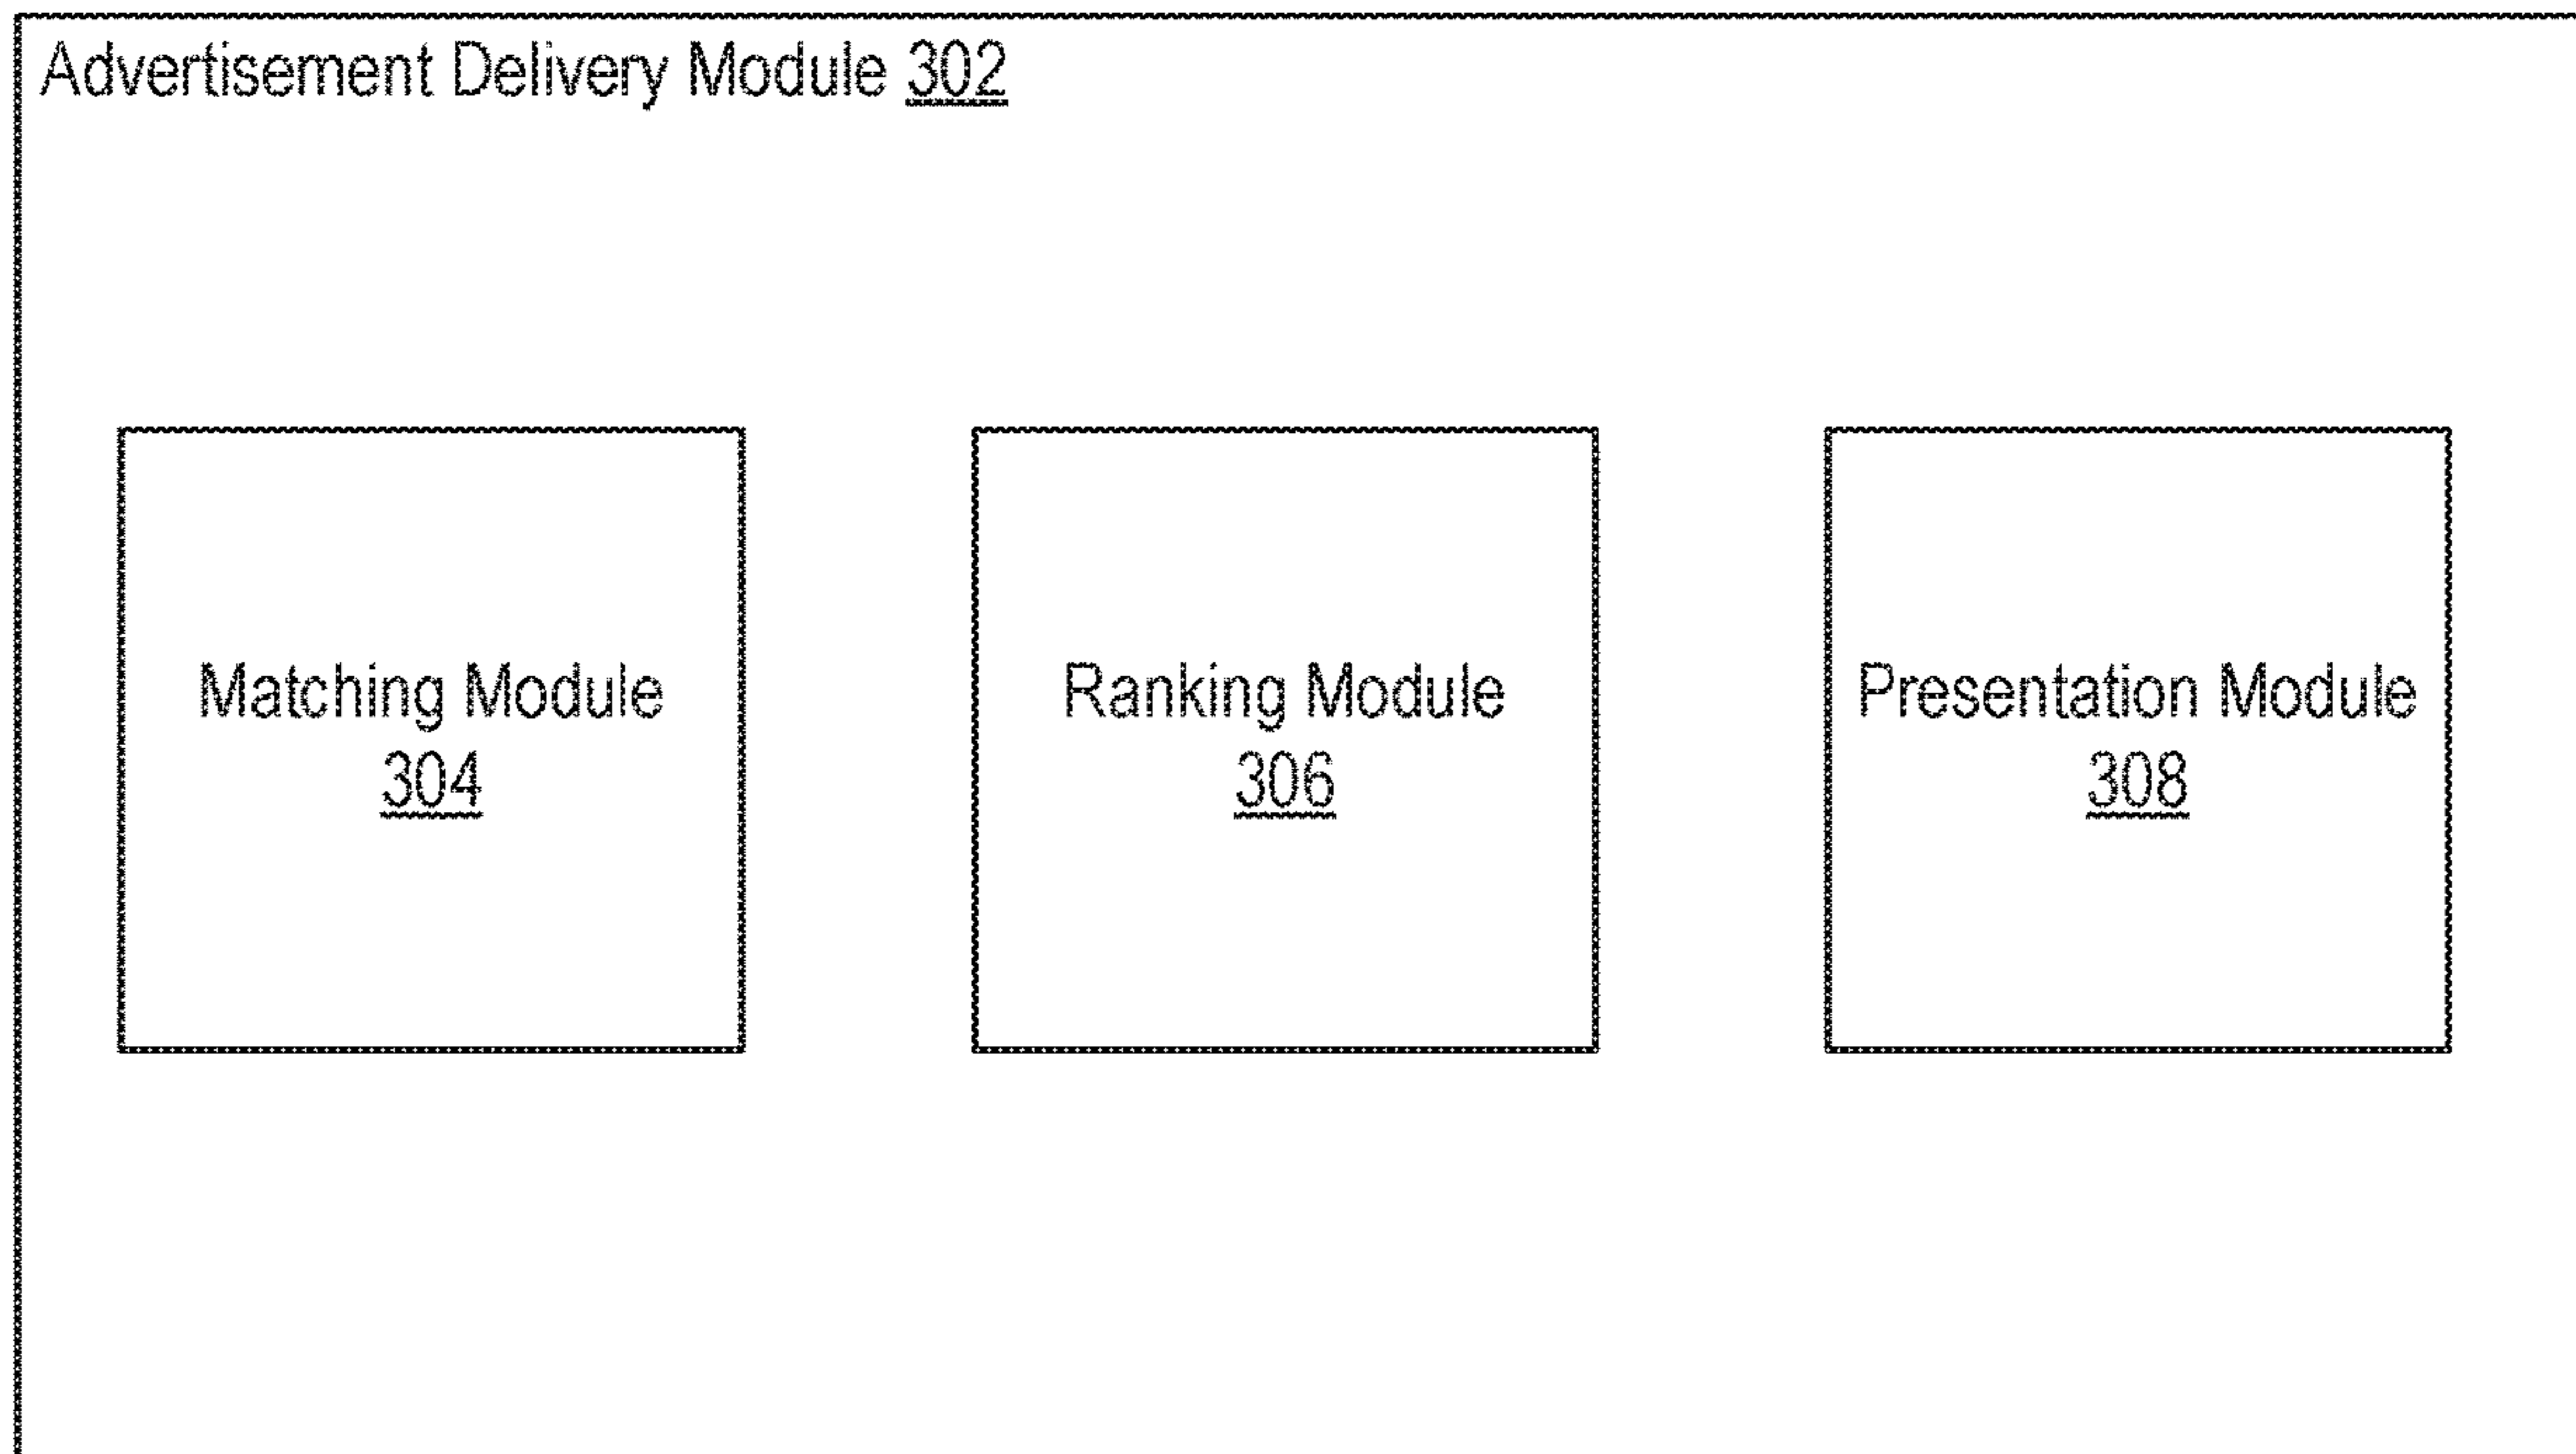 Advertisement Delivery Module 302
Matching Module
304
Ranking Module
306
Presentation Module
308